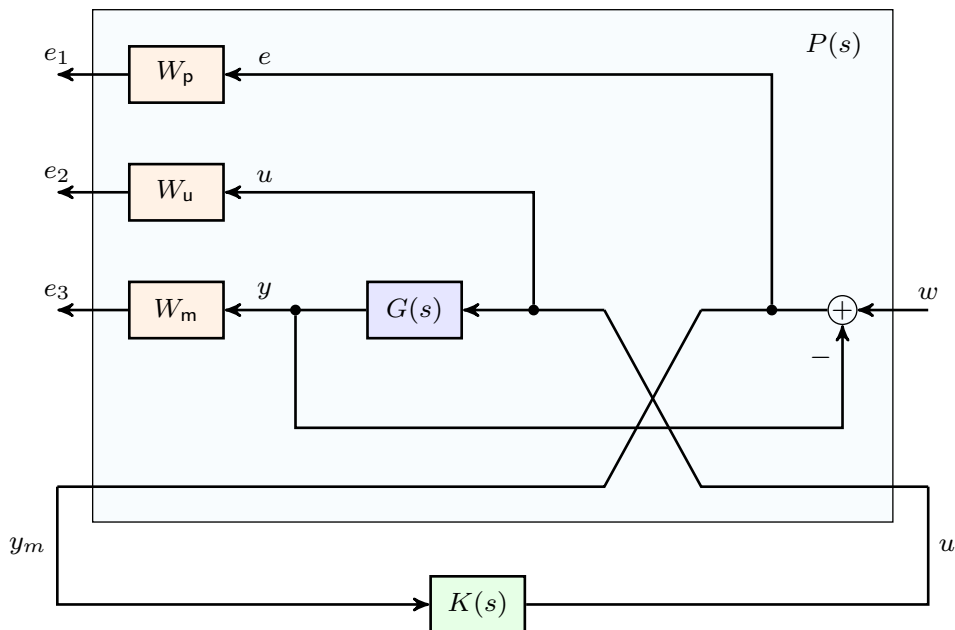 P(s)
e₁ Wₚ e
e₂ Wᵤ u
e₃ Wₘ y G(s) + w
−
yₘ u
K(s)